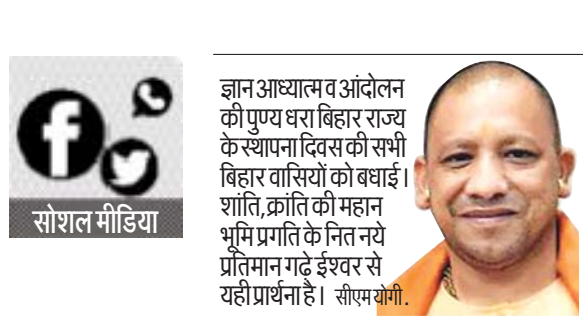 सोशल मीडिया
ज्ञान आध्यात्म व आंदोलन
की पुण्य धरा बिहार राज्य
के स्थापना दिवस की सभी
बिहार वासियों को बधाई।
शांति,क्रांति की महान
भूमि प्रगति के नित नये
प्रतिमान गढ़े ईश्वर से
यही प्रार्थना है। सीएम योगी.